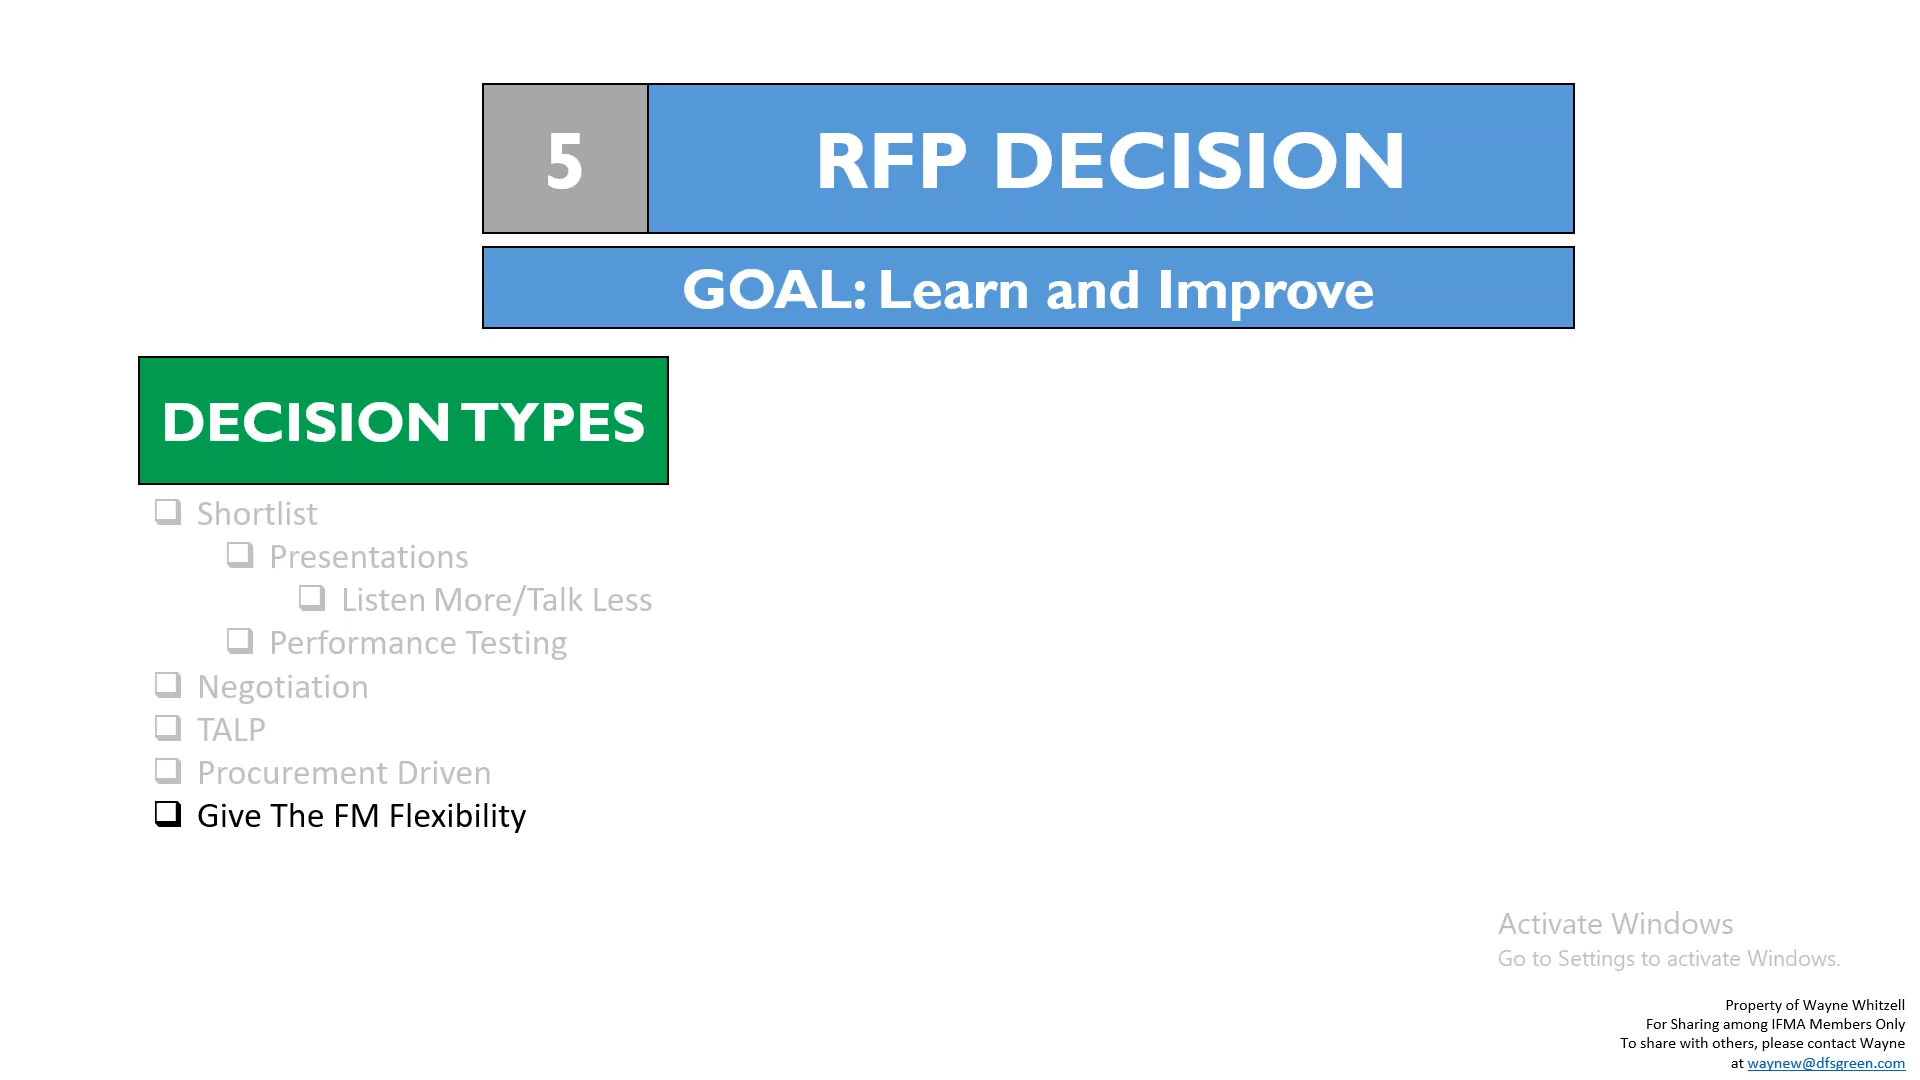 5
RFP DECISION
GOAL: Learn and Improve
DECISION TYPES
Shortlist
Presentations
Listen More/Talk Less
Performance Testing
Negotiation
TALP
Procurement Driven
Give The FM Flexibility
Activate Windows
Go to Settings to activate Windows.
Property of Wayne Whitzell
For Sharing among IFMA Members Only
To share with others, please contact Wayne
at waynew@dfsgreen.com